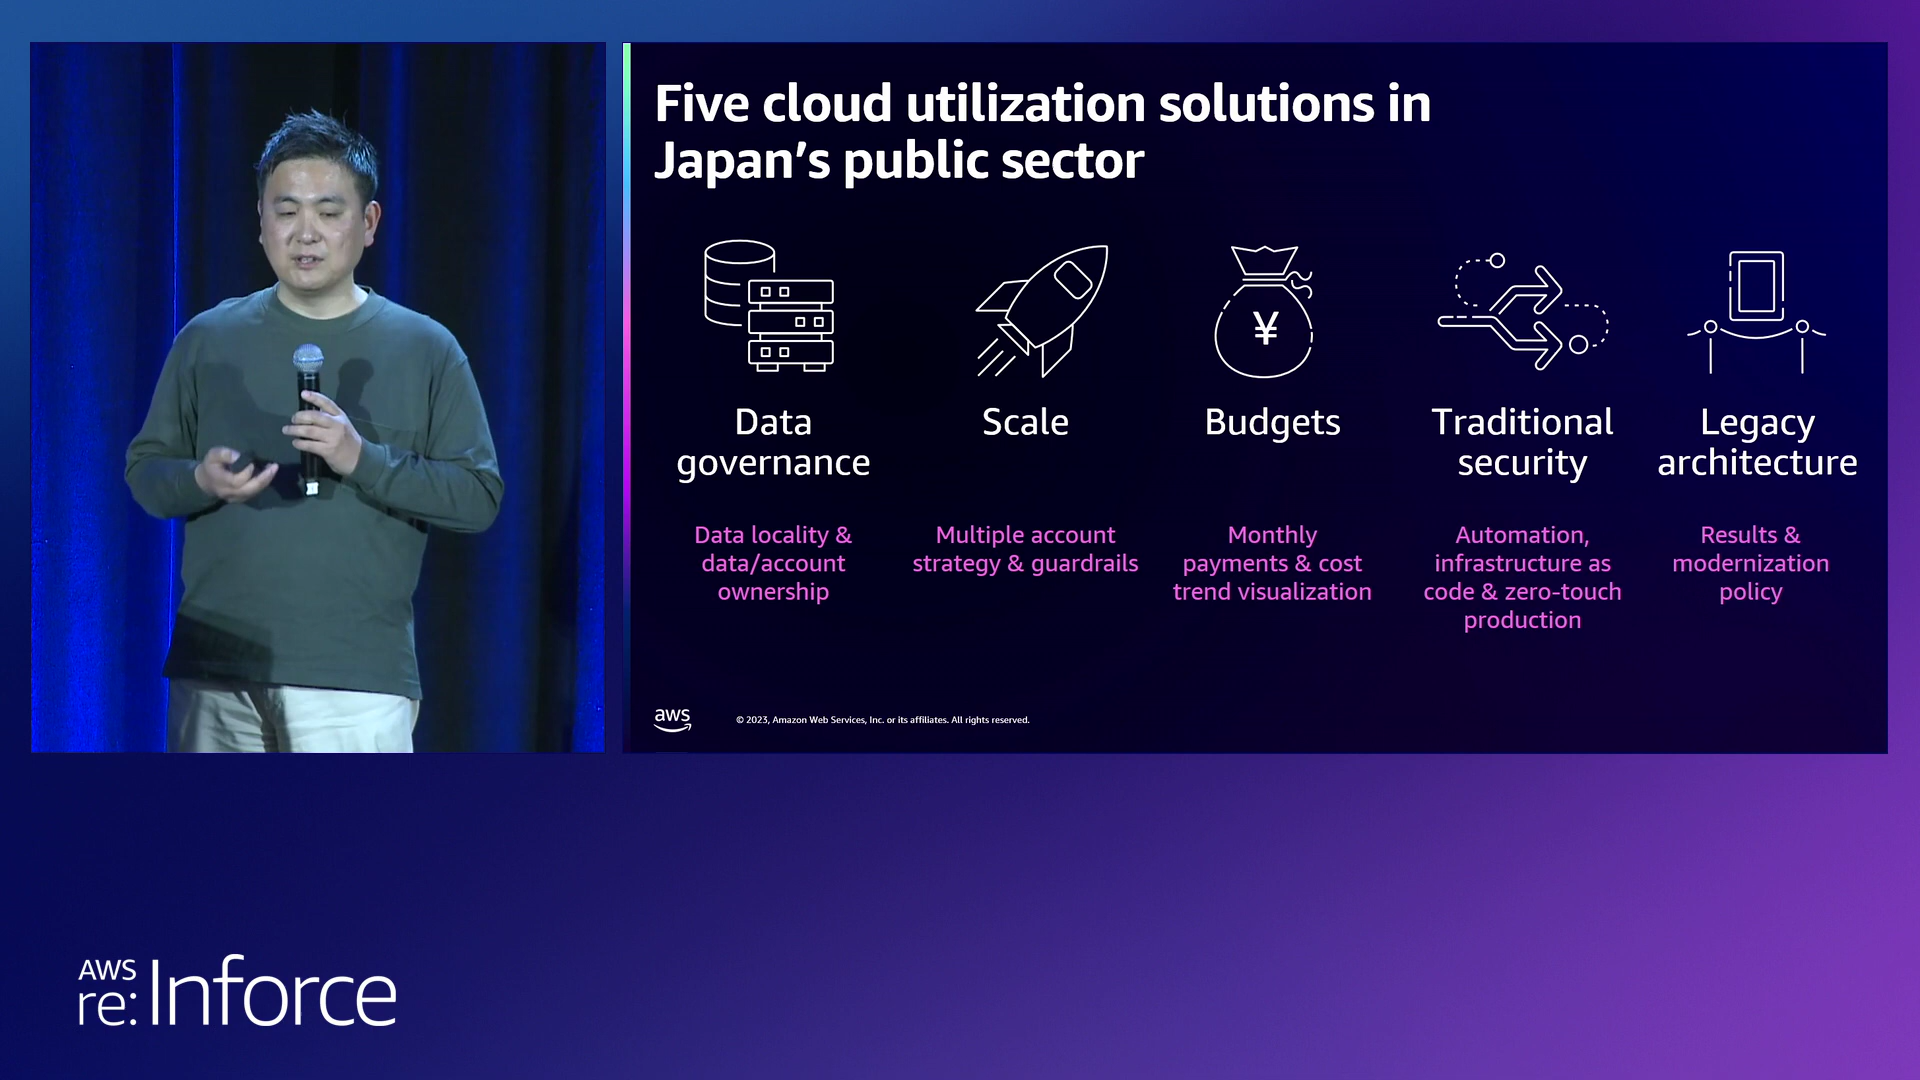 Five cloud utilization solutions in
Japan’s public sector
¥
Data
governance
Data locality &
data/account
ownership
Scale
Multiple account
strategy & guardrails
Budgets
Monthly
payments & cost
trend visualization
Traditional
security
Automation,
infrastructure as
code & zero-touch
production
Legacy
architecture
Results &
modernization
policy
aws
© 2023, Amazon Web Services, Inc. or its affiliates. All rights reserved.
AWS
re:Inforce